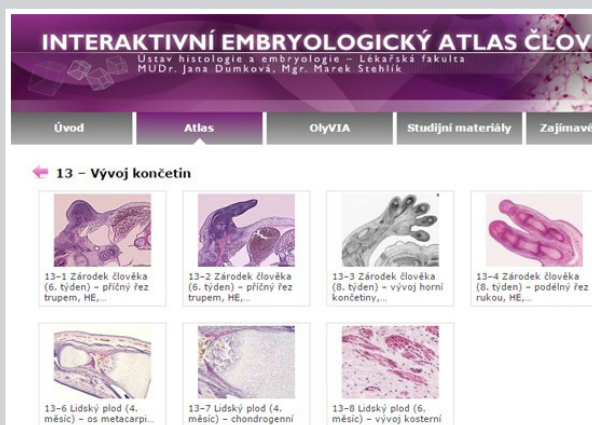 INTERAKTIVNÍ EMBRYOLOGICKÝ ATLAS ČLOV
Ústav histologie a embryologie – Lékařská fakulta
MUDr. Jana Dumková, Mgr. Marek Stehlík
Úvod Atlas OlyVIA Studijní materiály Zajímavé
13 – Vývoj končetin
13–1 Zárodek člověka
(6. týden) – příčný řez
trupem, HE,...
13–2 Zárodek člověka
(6. týden) – příčný řez
trupem, HE,...
13–3 Zárodek člověka
(8. týden) – vývoj horní
končetiny,...
13–4 Zárodek člověka
(8. týden) – podélný řez
rukou, HE,...
13–6 Lidský plod (4.
měsíc) – os metacarpi...
13–7 Lidský plod (4.
měsíc) – chondrogenní
13–8 Lidský plod (6.
měsíc) – vývoj kosterní